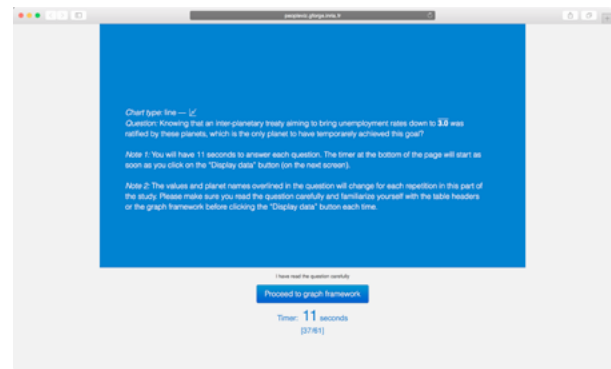 peoplevis.gforge.inria.fr
Chart type: line —
Question: Knowing that an inter-planetary treaty aiming to bring unemployment rates down to 3.0 was
ratified by these planets, which is the only planet to have temporarely achieved this goal?
Note 1: You will have 11 seconds to answer each question. The timer at the bottom of the page will start as
soon as you click on the "Display data" button (on the next screen).
Note 2: The values and planet names overlined in the question will change for each repetition in this part of
the study. Please make sure you read the question carefully and familiarize yourself with the table headers
or the graph framework before clicking the "Display data" button each time.
I have read the question carefully
Proceed to graph framework
Timer: 11 seconds
[37/61]